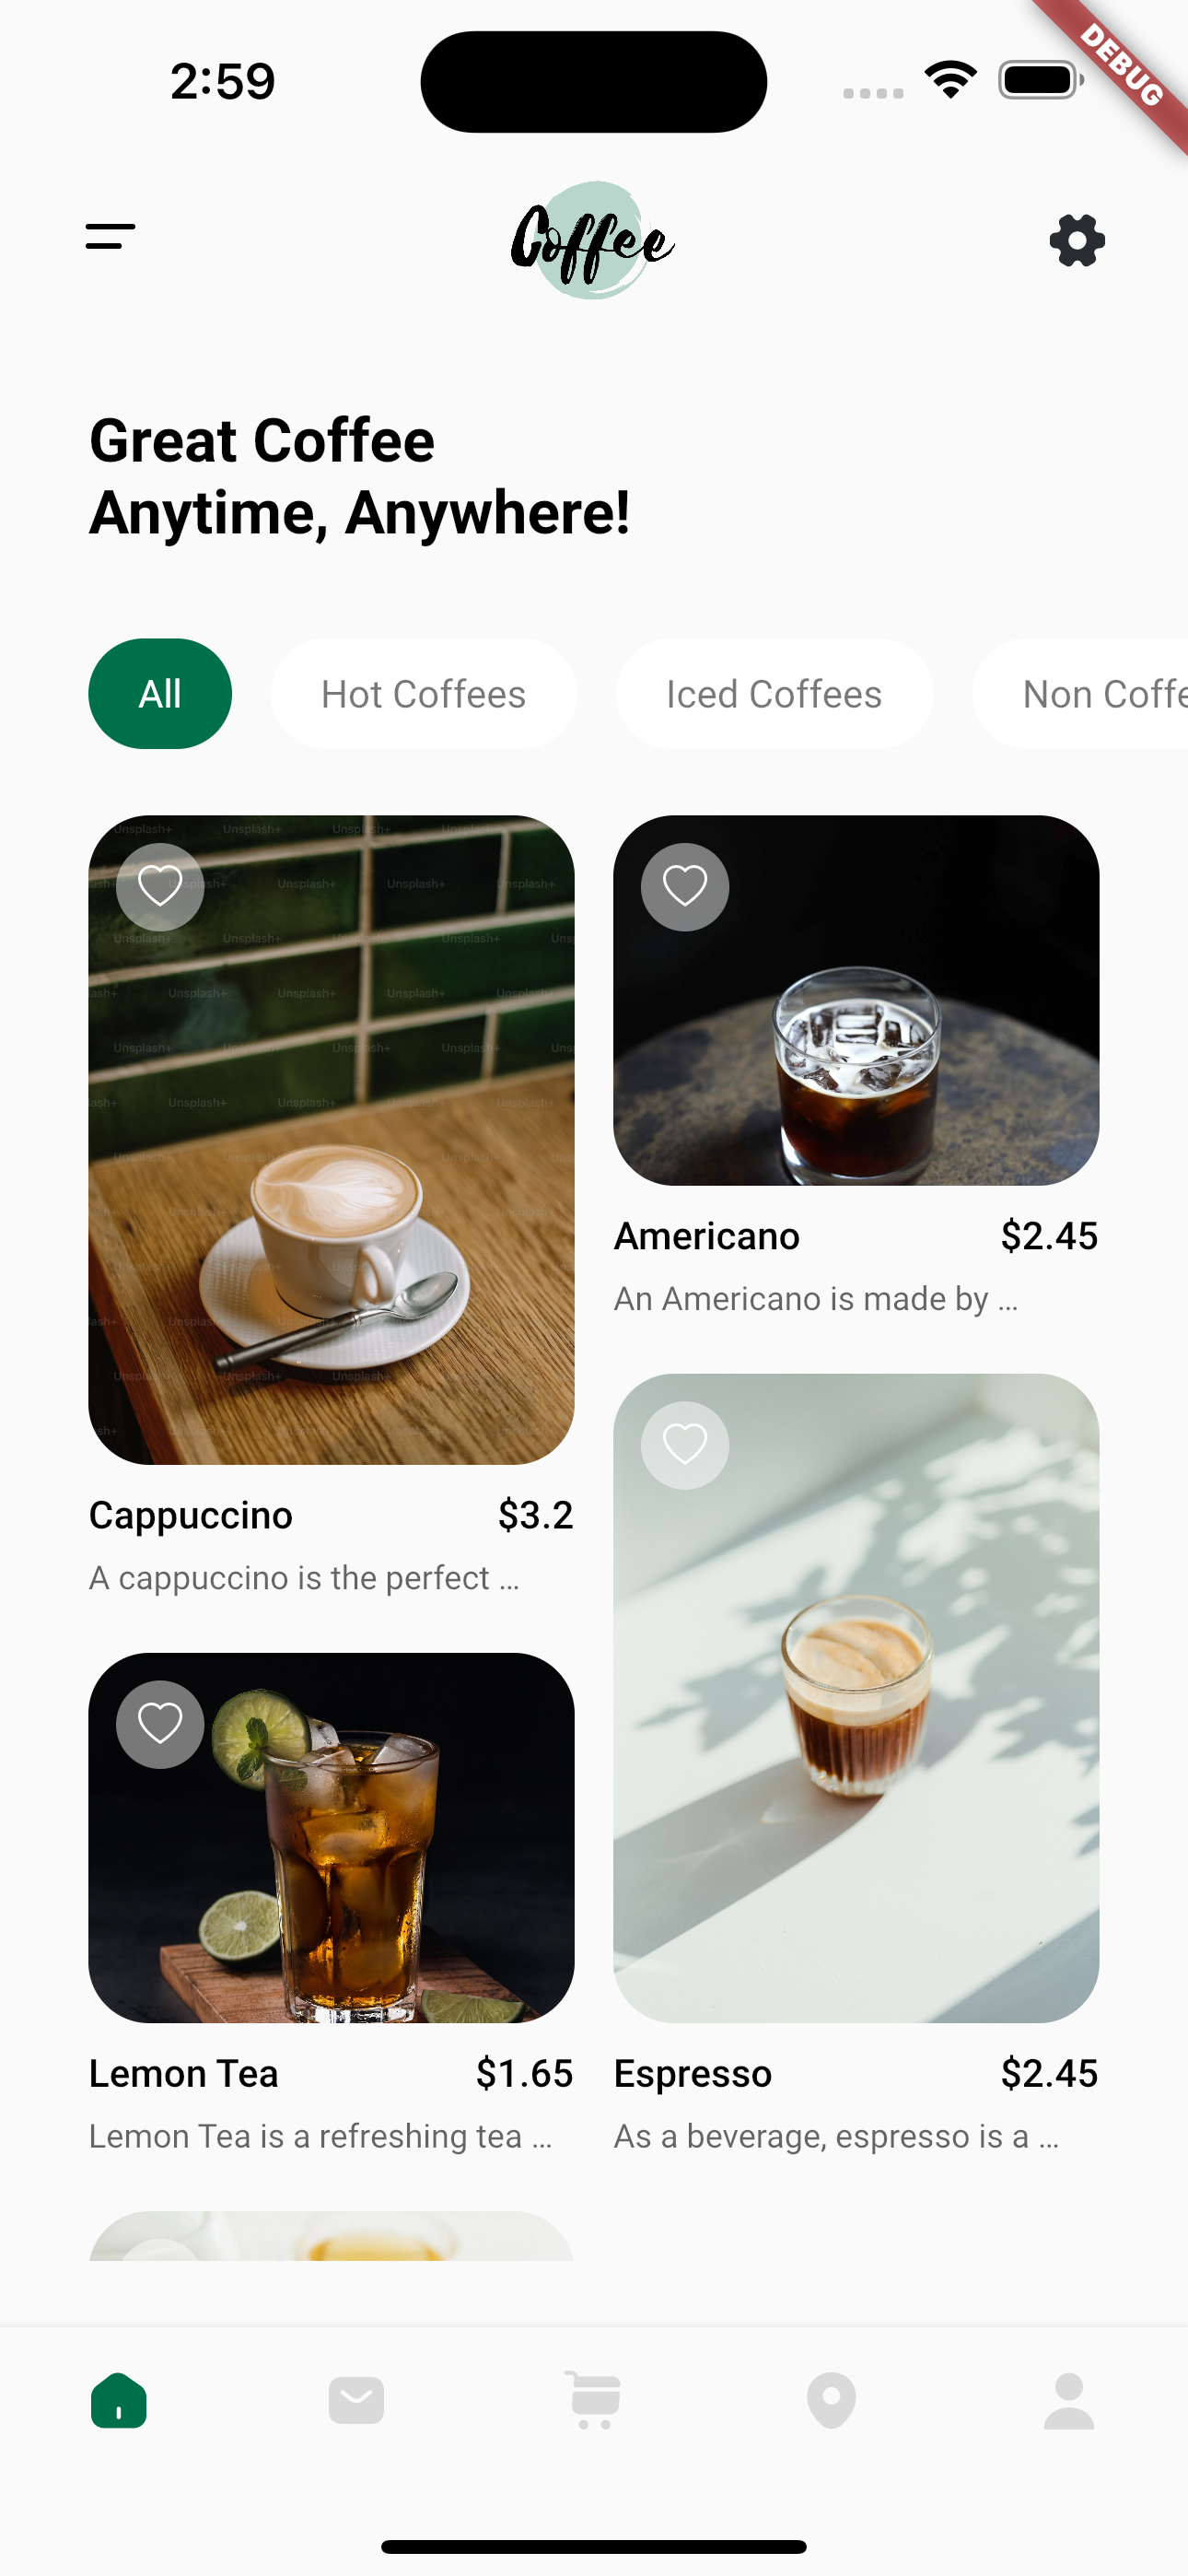 2:59
DEBUG
Coffee
Great Coffee
Anytime, Anywhere!
All
Hot Coffees
Iced Coffees
Non Coffe
Unsplash+
Americano $2.45
An Americano is made by ...
Cappuccino $3.2
A cappuccino is the perfect ...
Lemon Tea $1.65
Lemon Tea is a refreshing tea ...
Espresso $2.45
As a beverage, espresso is a ...